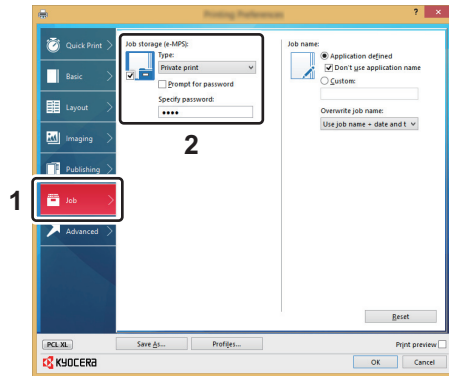 Printing Preferences
?
×
Quick Print >
Basic >
Layout >
Imaging >
Publishing >
Job >
Advanced >
1
Job storage (e-MPS):
Type:
Private print
Prompt for password
Specify password:
••••
2
Job name:
Application defined
Don't use application name
Custom:
Overwrite job name:
Use job name + date and t
Reset
PCL XL
Save As...
Profiles...
Print preview
KYOCERA
OK
Cancel